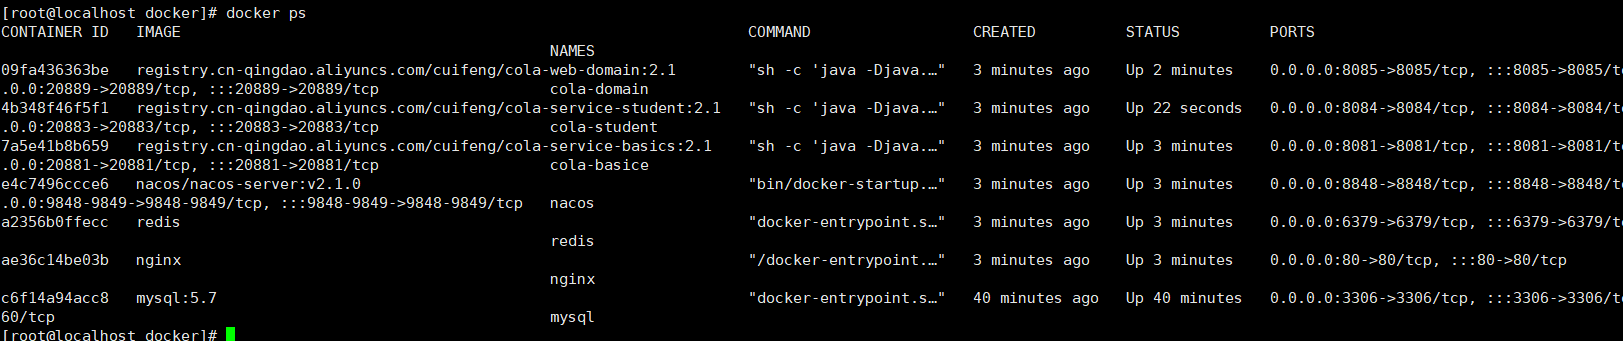 [root@localhost docker]# docker ps
CONTAINER ID   IMAGE                                                               COMMAND                  CREATED          STATUS          PORTS
                                                             NAMES
09fa436363be   registry.cn-qingdao.aliyuncs.com/cuifeng/cola-web-domain:2.1        "sh -c 'java -Djava.…"   3 minutes ago    Up 2 minutes    0.0.0.0:8085->8085/tcp, :::8085->8085/t
.0.0:20889->20889/tcp, :::20889->20889/tcp                   cola-domain
4b348f46f5f1   registry.cn-qingdao.aliyuncs.com/cuifeng/cola-service-student:2.1   "sh -c 'java -Djava.…"   3 minutes ago    Up 22 seconds   0.0.0.0:8084->8084/tcp, :::8084->8084/t
.0.0:20883->20883/tcp, :::20883->20883/tcp                   cola-student
7a5e41b8b659   registry.cn-qingdao.aliyuncs.com/cuifeng/cola-service-basics:2.1    "sh -c 'java -Djava.…"   3 minutes ago    Up 3 minutes    0.0.0.0:8081->8081/tcp, :::8081->8081/t
.0.0:20881->20881/tcp, :::20881->20881/tcp                   cola-basice
e4c7496ccce6   nacos/nacos-server:v2.1.0                                           "bin/docker-startup.…"   3 minutes ago    Up 3 minutes    0.0.0.0:8848->8848/tcp, :::8848->8848/t
.0.0:9848-9849->9848-9849/tcp, :::9848-9849->9848-9849/tcp   nacos
a2356b0ffecc   redis                                                               "docker-entrypoint.s…"   3 minutes ago    Up 3 minutes    0.0.0.0:6379->6379/tcp, :::6379->6379/t
                                                             redis
ae36c14be03b   nginx                                                               "/docker-entrypoint.…"   3 minutes ago    Up 3 minutes    0.0.0.0:80->80/tcp, :::80->80/tcp
                                                             nginx
c6f14a94acc8   mysql:5.7                                                           "docker-entrypoint.s…"   40 minutes ago   Up 40 minutes   0.0.0.0:3306->3306/tcp, :::3306->3306/t
60/tcp                                                       mysql
[root@localhost docker]#